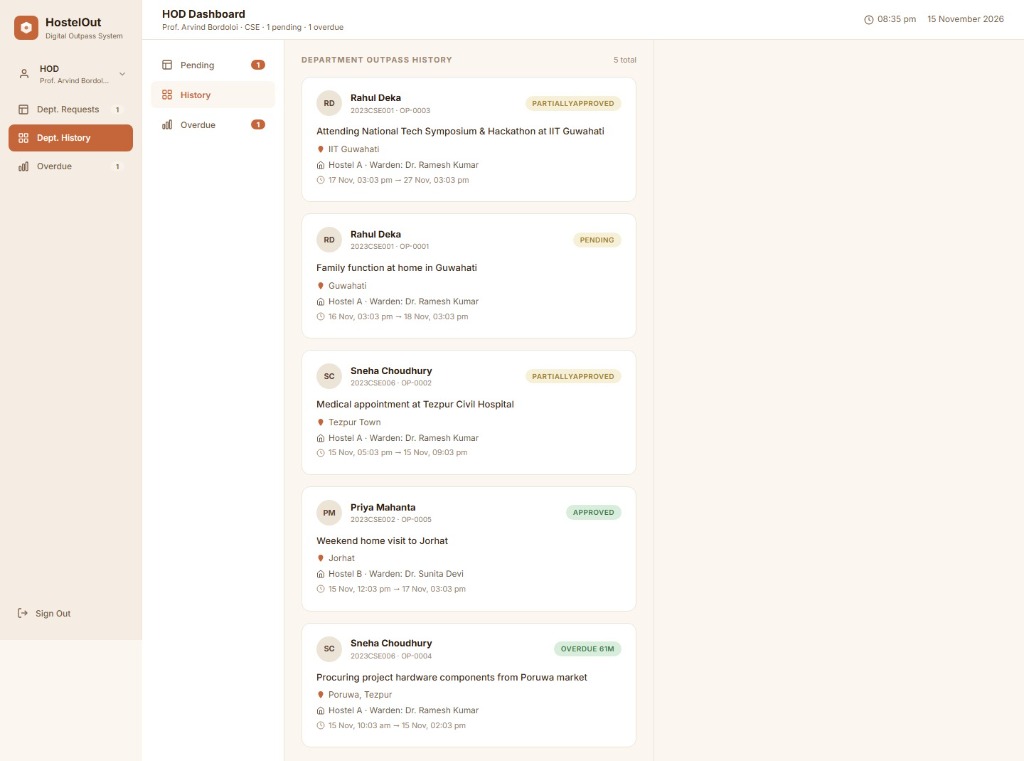 HostelOut
Digital Outpass System
HOD
Prof. Arvind Bordol...
Dept. Requests 1
Dept. History
Overdue 1
Sign Out
HOD Dashboard
Prof. Arvind Bordoloi · CSE · 1 pending · 1 overdue
08:35 pm 15 November 2026
Pending 1
History
Overdue 1
DEPARTMENT OUTPASS HISTORY 5 total
RD Rahul Deka PARTIALLYAPPROVED
2023CSE001 · OP-0003
Attending National Tech Symposium & Hackathon at IIT Guwahati
IIT Guwahati
Hostel A · Warden: Dr. Ramesh Kumar
17 Nov, 03:03 pm → 27 Nov, 03:03 pm
RD Rahul Deka PENDING
2023CSE001 · OP-0001
Family function at home in Guwahati
Guwahati
Hostel A · Warden: Dr. Ramesh Kumar
16 Nov, 03:03 pm → 18 Nov, 03:03 pm
SC Sneha Choudhury PARTIALLYAPPROVED
2023CSE006 · OP-0002
Medical appointment at Tezpur Civil Hospital
Tezpur Town
Hostel A · Warden: Dr. Ramesh Kumar
15 Nov, 05:03 pm → 15 Nov, 09:03 pm
PM Priya Mahanta APPROVED
2023CSE002 · OP-0005
Weekend home visit to Jorhat
Jorhat
Hostel B · Warden: Dr. Sunita Devi
15 Nov, 12:03 pm → 17 Nov, 03:03 pm
SC Sneha Choudhury OVERDUE 61M
2023CSE006 · OP-0004
Procuring project hardware components from Poruwa market
Poruwa, Tezpur
Hostel A · Warden: Dr. Ramesh Kumar
15 Nov, 10:03 am → 15 Nov, 02:03 pm